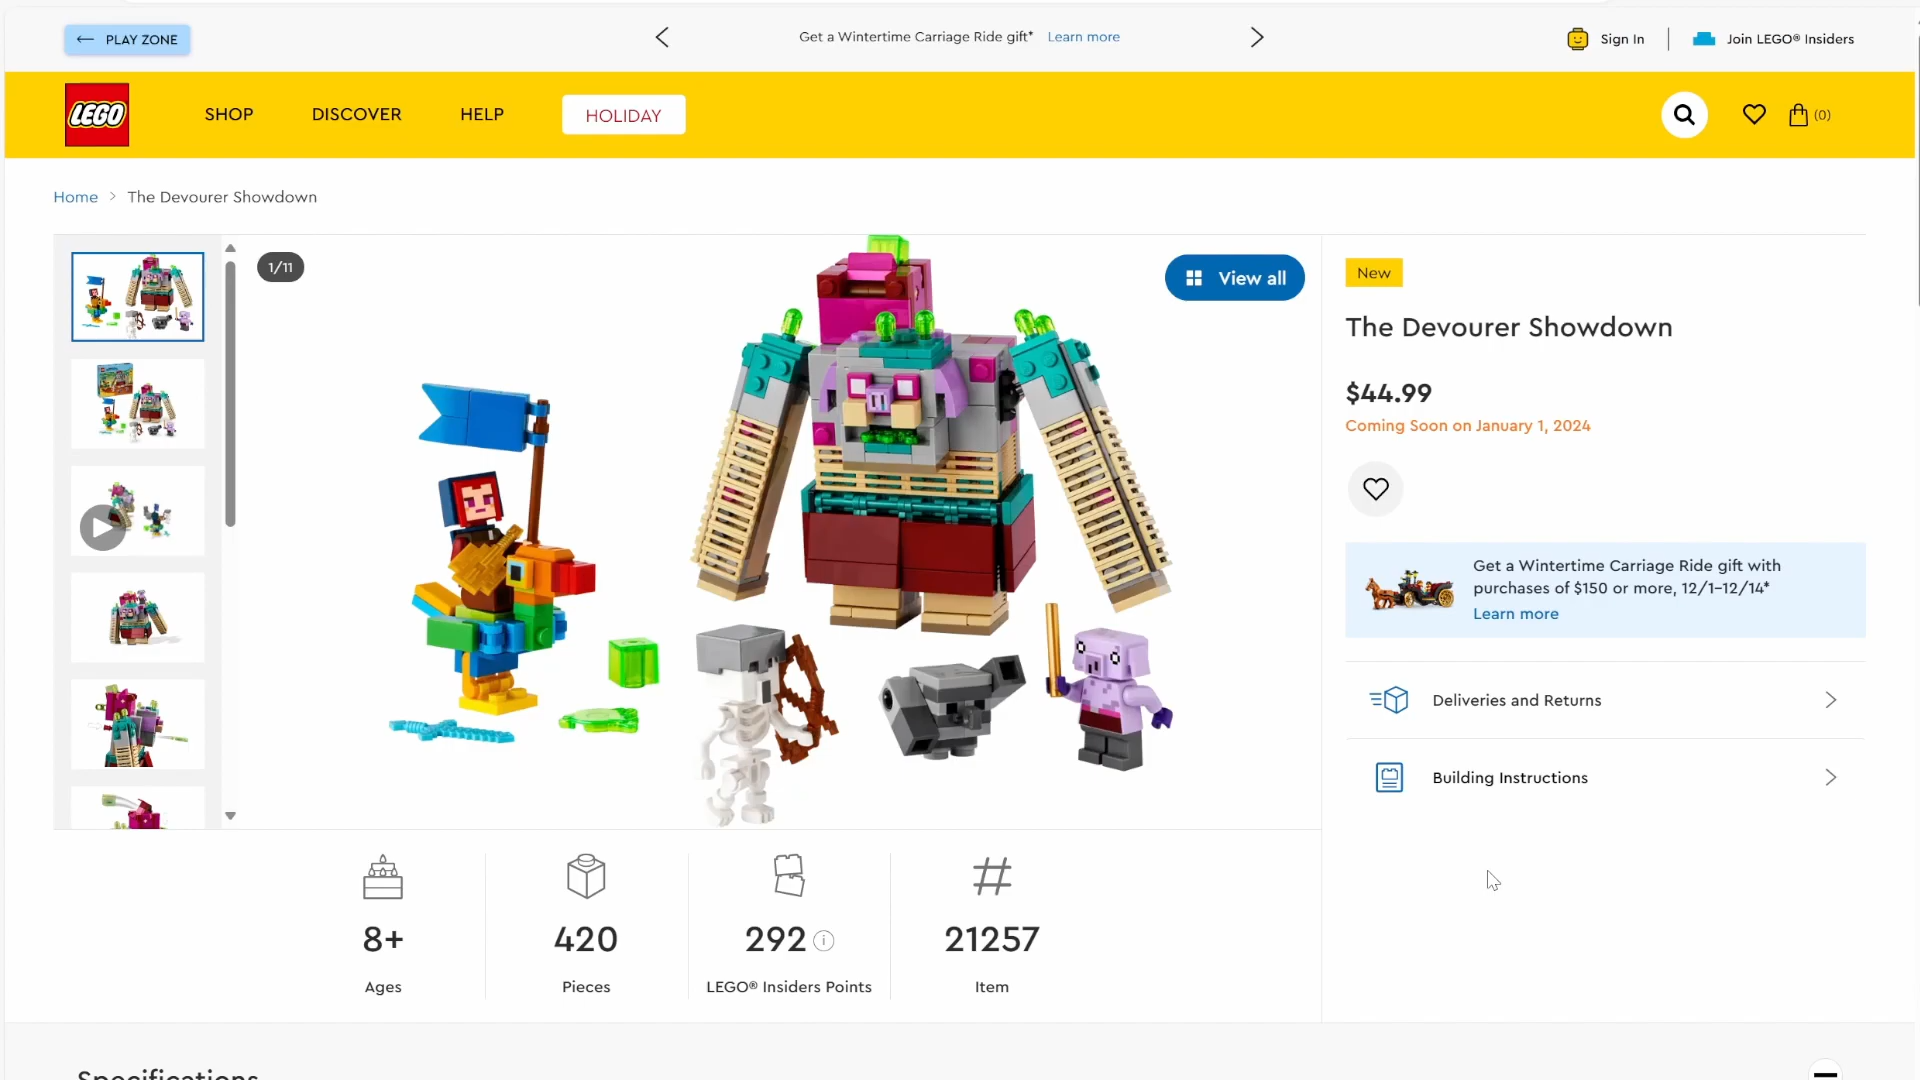 PLAY ZONE
Get a Wintertime Carriage Ride gift* Learn more
Sign In
Join LEGO® Insiders
LEGO
SHOP
DISCOVER
HELP
HOLIDAY
(0)
Home > The Devourer Showdown
1/11
View all
New
The Devourer Showdown
$44.99
Coming Soon on January 1, 2024
Get a Wintertime Carriage Ride gift with
purchases of $150 or more, 12/1–12/14*
Learn more
Deliveries and Returns
Building Instructions
8+
Ages
420
Pieces
292
LEGO® Insiders Points
#
21257
Item
Specifications